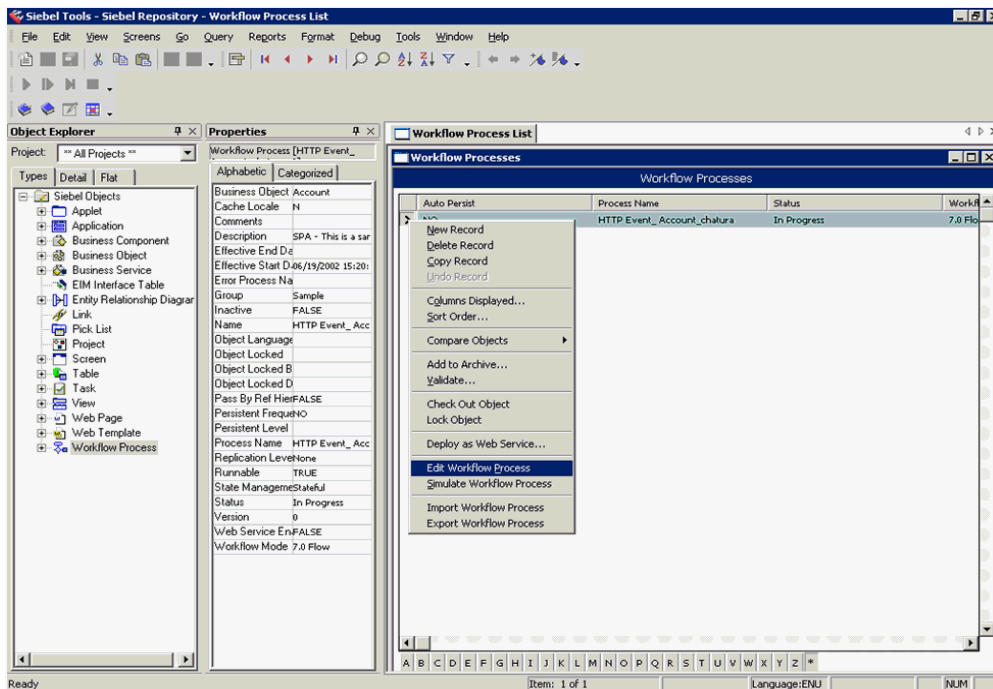 Siebel Tools - Siebel Repository - Workflow Process List
File Edit View Screens Go Query Reports Format Debug Tools Window Help
Object Explorer
Project: ** All Projects **
Types Detail Flat
Siebel Objects
Applet
Application
Business Component
Business Object
Business Service
EIM Interface Table
Entity Relationship Diagrar
Link
Pick List
Project
Screen
Table
Task
View
Web Page
Web Template
Workflow Process
Properties
Workflow Process [HTTP Event_
Alphabetic Categorized
Business Object Account
Cache Locale N
Comments
Description SPA - This is a sar
Effective End Da
Effective Start D 06/19/2002 15:20:
Error Process Na
Group Sample
Inactive FALSE
Name HTTP Event_ Acc
Object Language
Object Locked
Object Locked B
Object Locked D
Pass By Ref Hier FALSE
Persistent Freque NO
Persistent Level
Process Name HTTP Event_ Acc
Replication Leve None
Runnable TRUE
State Manageme Stateful
Status In Progress
Version 0
Web Service En FALSE
Workflow Mode 7.0 Flow
Workflow Process List
Workflow Processes
Workflow Processes
Auto Persist Process Name Status Workfl
NO HTTP Event_ Account_chatura In Progress 7.0 Flo
New Record
Delete Record
Copy Record
Undo Record
Columns Displayed...
Sort Order...
Compare Objects
Add to Archive...
Validate...
Check Out Object
Lock Object
Deploy as Web Service...
Edit Workflow Process
Simulate Workflow Process
Import Workflow Process
Export Workflow Process
A B C D E F G H I J K L M N O P Q R S T U V W X Y Z *
Ready Item: 1 of 1 Language:ENU NUM